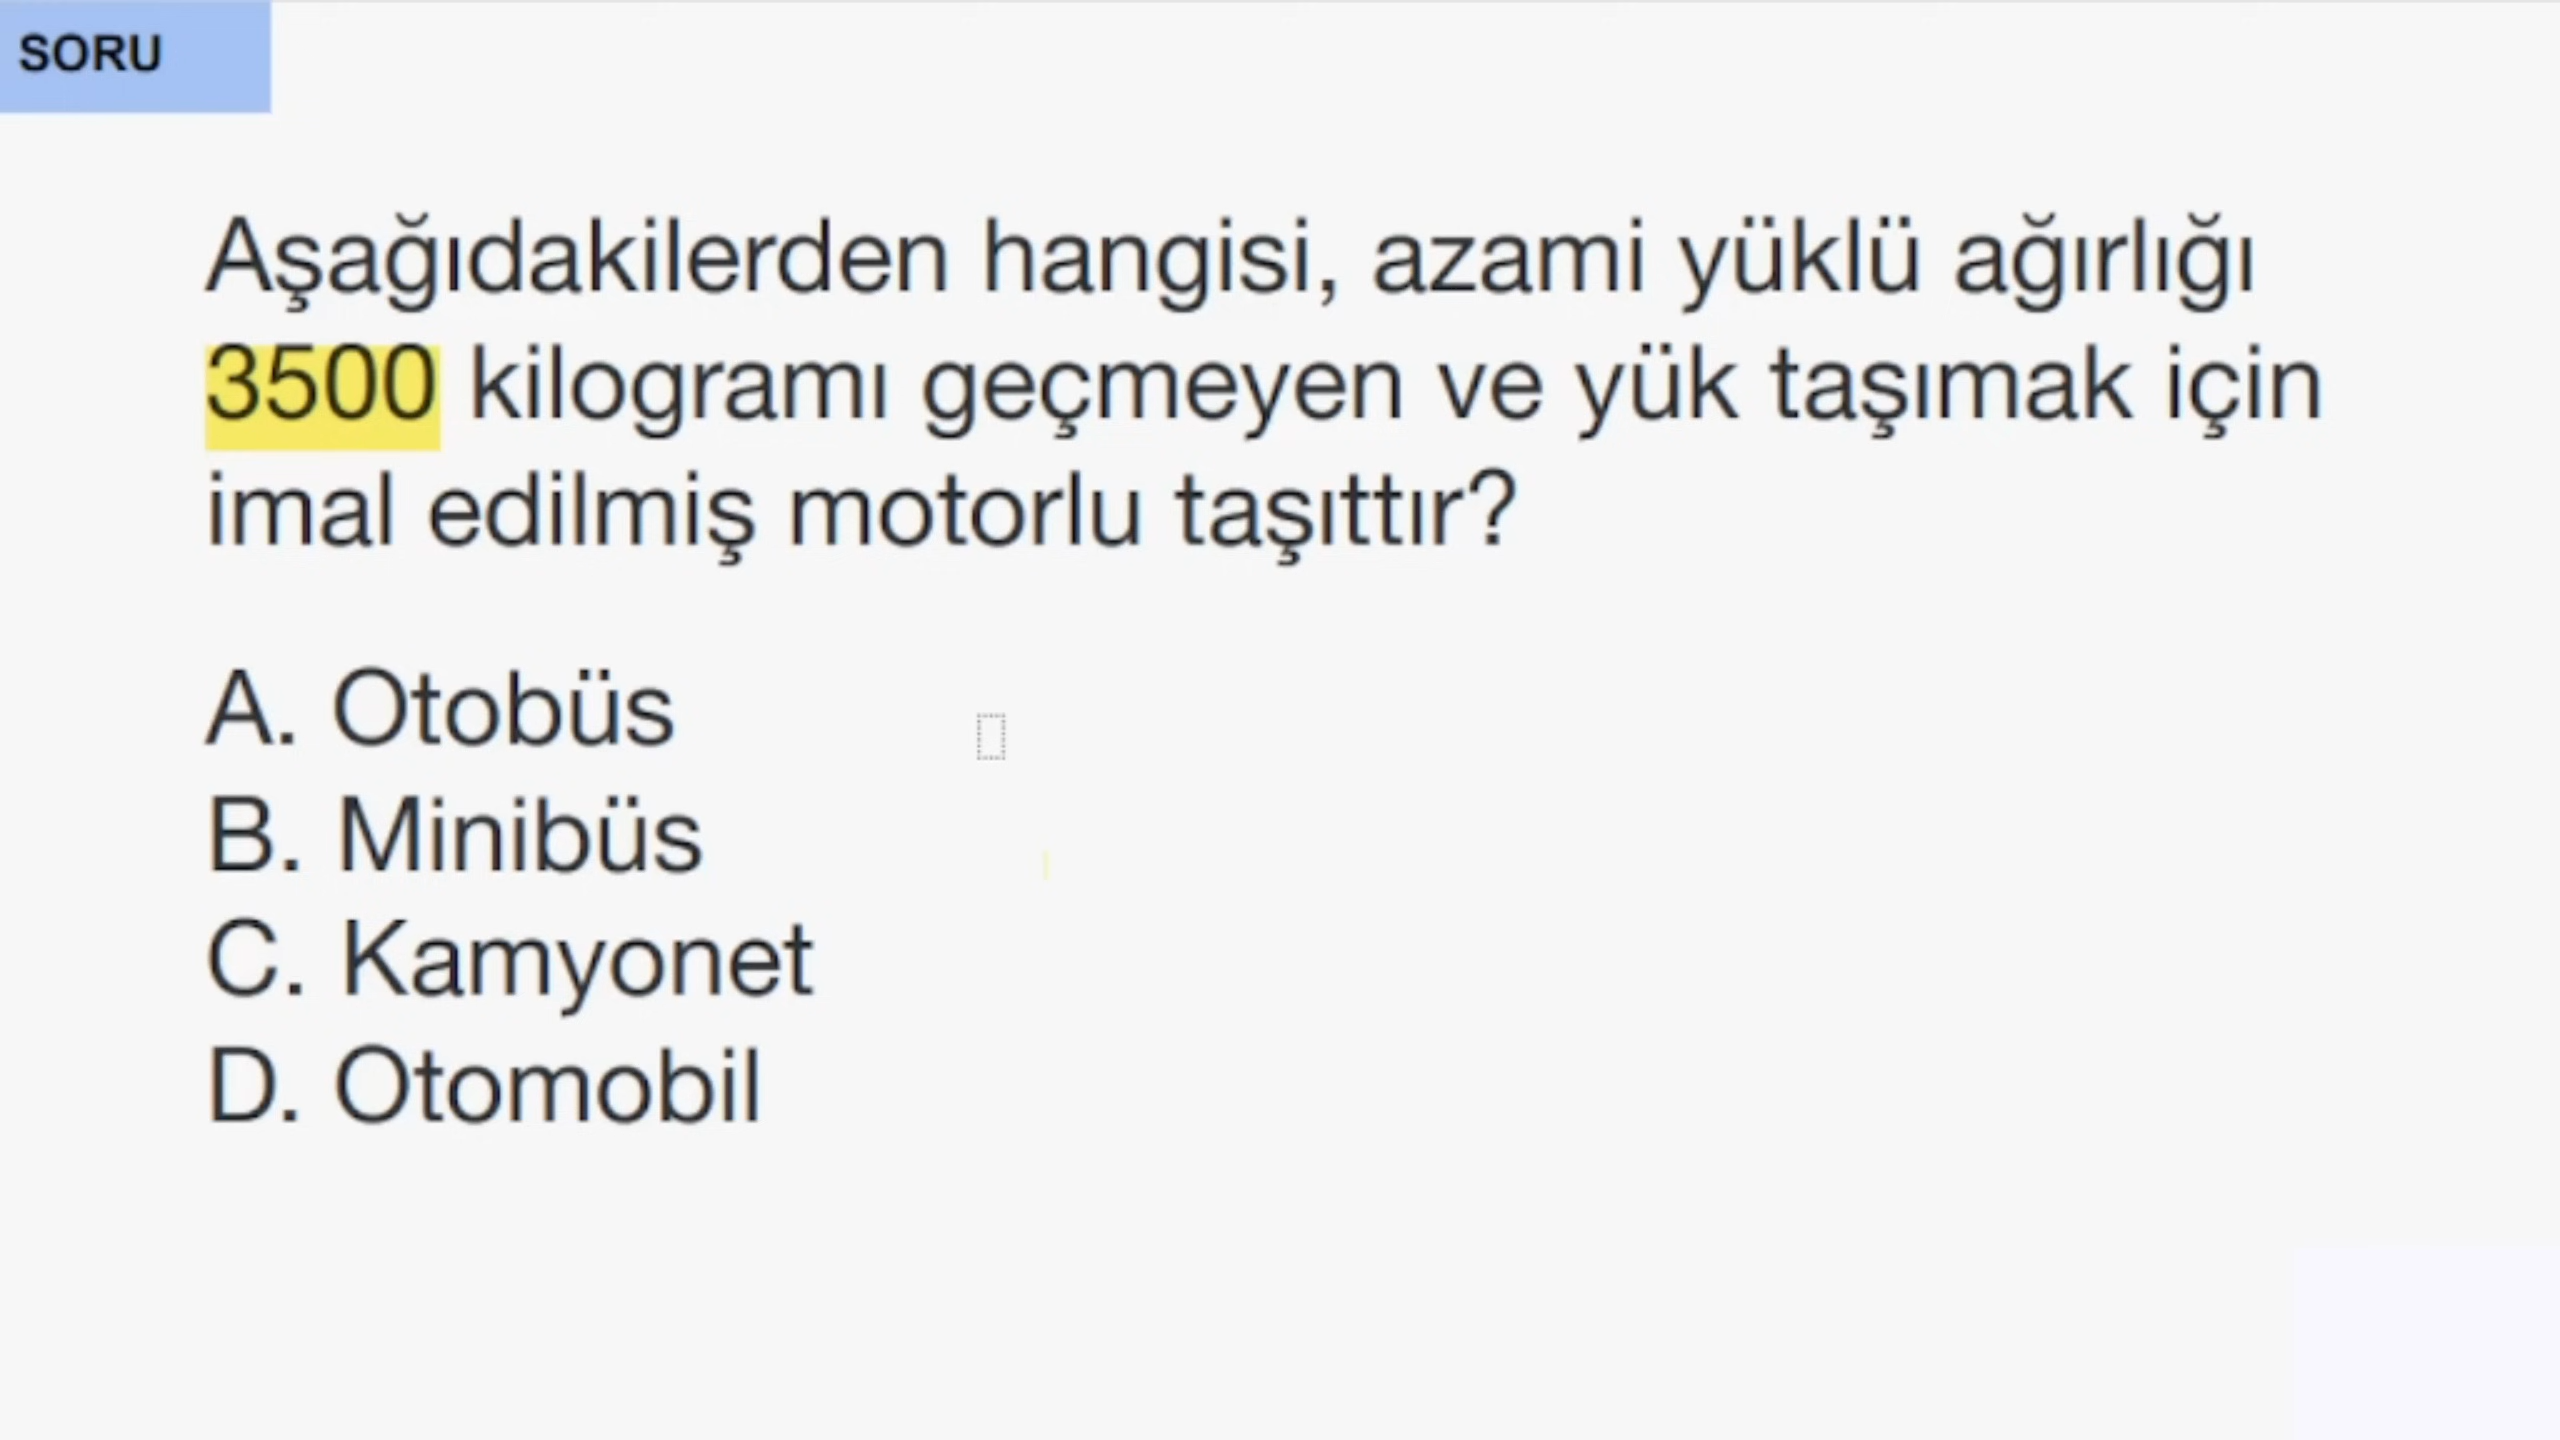 SORU
Aşağıdakilerden hangisi, azami yüklü ağırlığı
3500 kilogramı geçmeyen ve yük taşımak için
imal edilmiş motorlu taşıttır?
A. Otobüs
B. Minibüs
C. Kamyonet
D. Otomobil